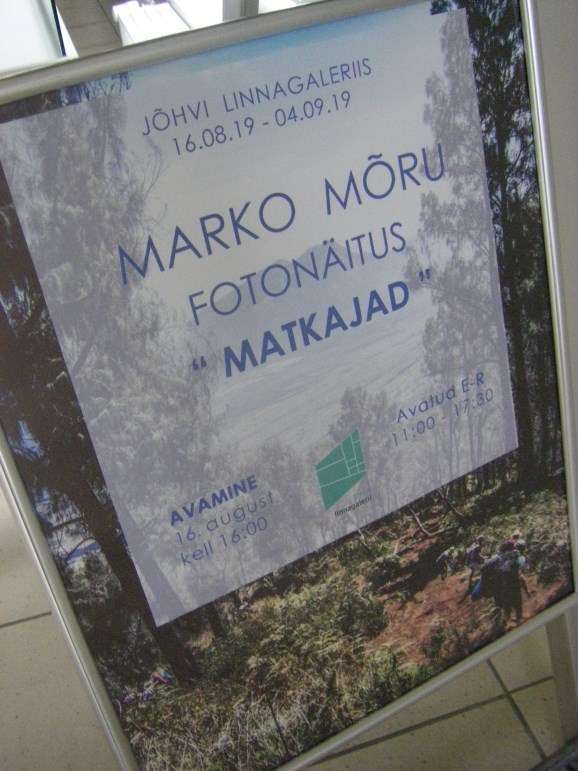 JÕHVI LINNAGALERIIS
16.08.19 - 04.09.19
MARKO MÕRU
FOTONÄITUS
“ MATKAJAD ”
Avatud E-R
11:00 - 17:30
AVAMINE
16. august
kell 16:00
linnagalerii